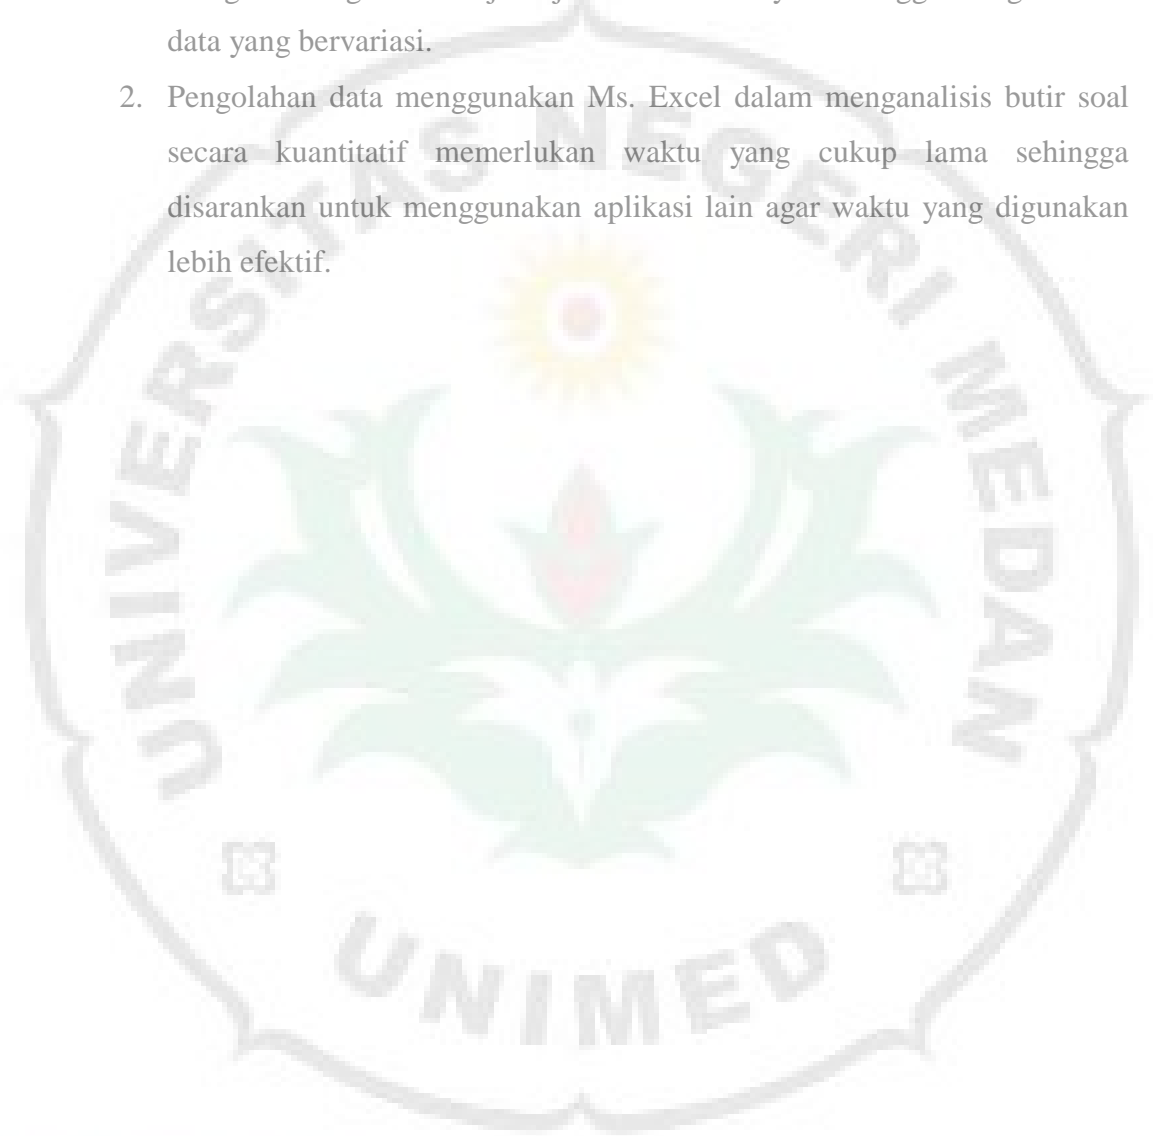 data yang bervariasi.
2. Pengolahan data menggunakan Ms. Excel dalam menganalisis butir soal
secara kuantitatif memerlukan waktu yang cukup lama sehingga
disarankan untuk menggunakan aplikasi lain agar waktu yang digunakan
lebih efektif.
UNIVERSITAS NEGERI MEDAN
UNIMED